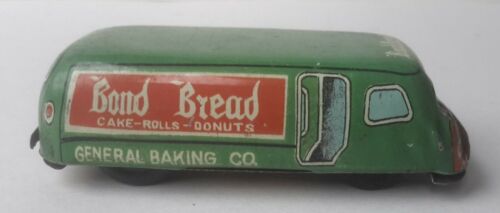 Bond Bread
CAKE-ROLLS-DONUTS
GENERAL BAKING CO.